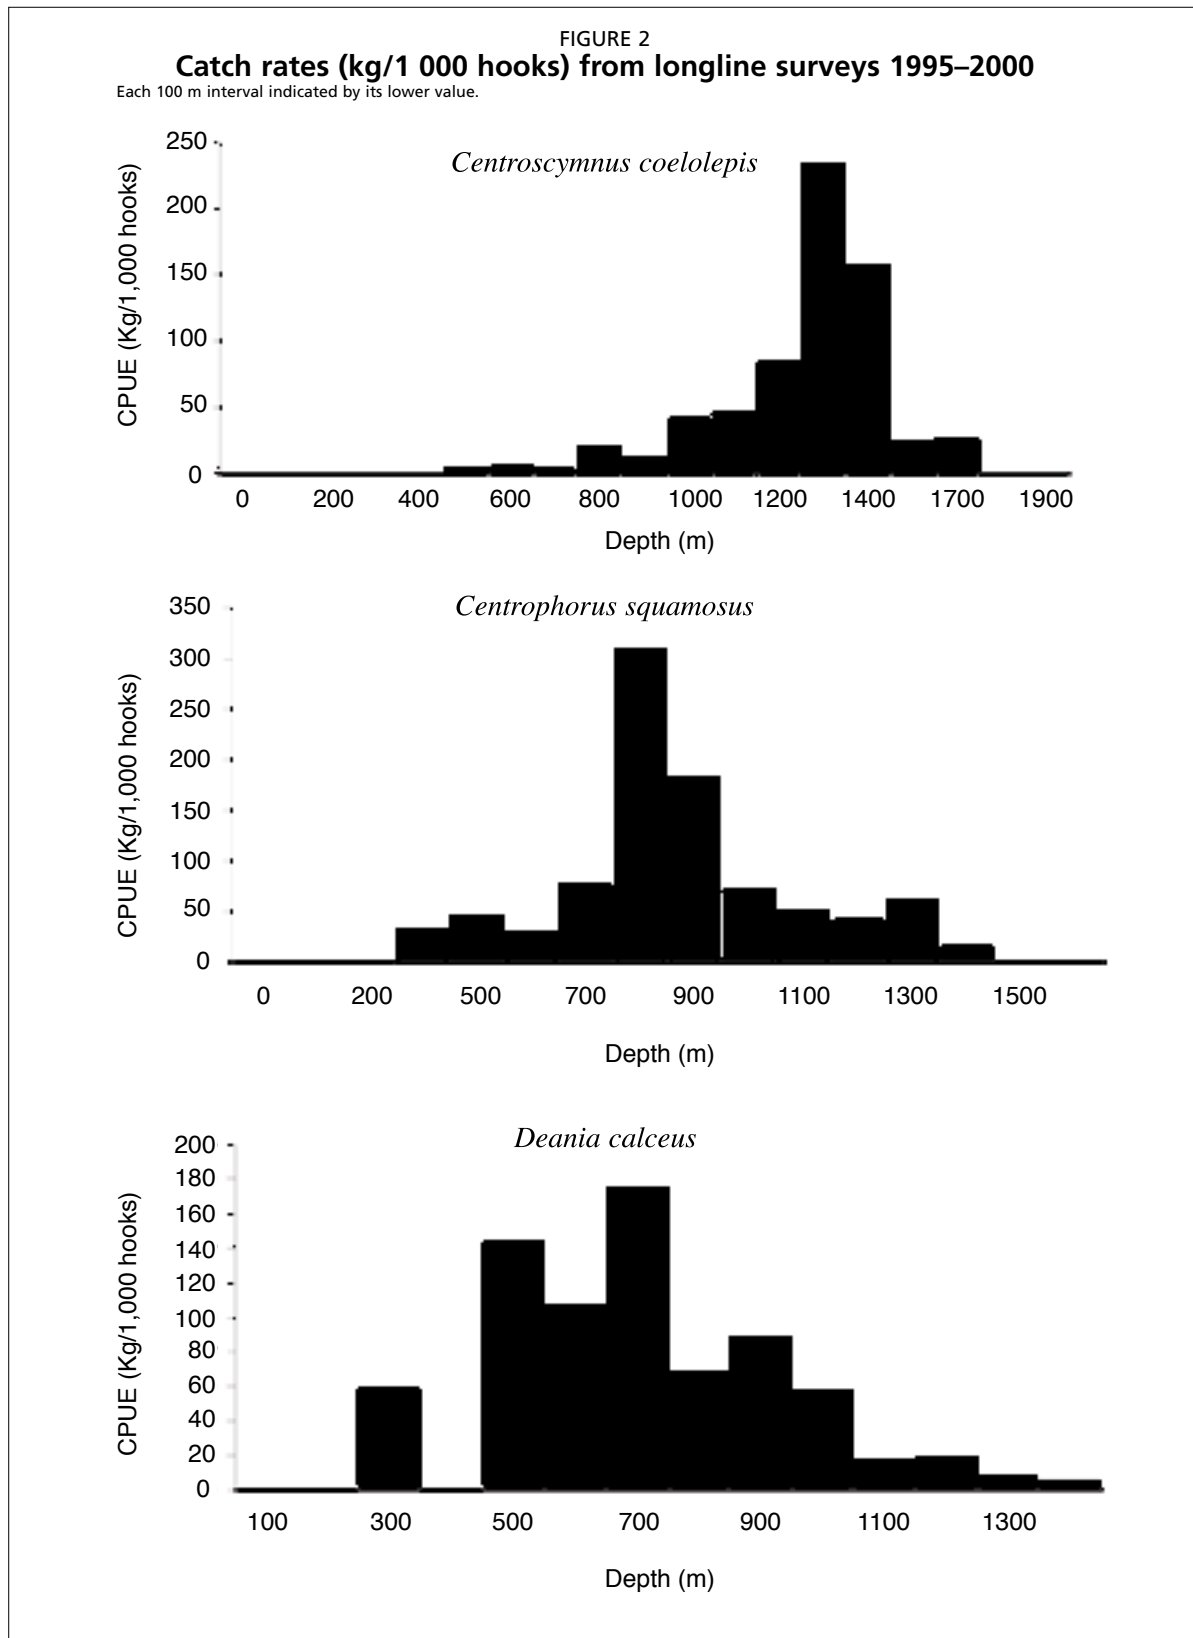 FIGURE 2
Catch rates (kg/1 000 hooks) from longline surveys 1995–2000
Each 100 m interval indicated by its lower value.
Centroscymnus coelolepis
CPUE (Kg/1,000 hooks)
250
200
150
100
50
0
0 200 400 600 800 1000 1200 1400 1700 1900
Depth (m)
Centrophorus squamosus
CPUE (Kg/1,000 hooks)
350
300
250
200
150
100
50
0
0 200 500 700 900 1100 1300 1500
Depth (m)
Deania calceus
CPUE (Kg/1,000 hooks)
200
180
160
140
120
100
80
60
40
20
0
100 300 500 700 900 1100 1300
Depth (m)